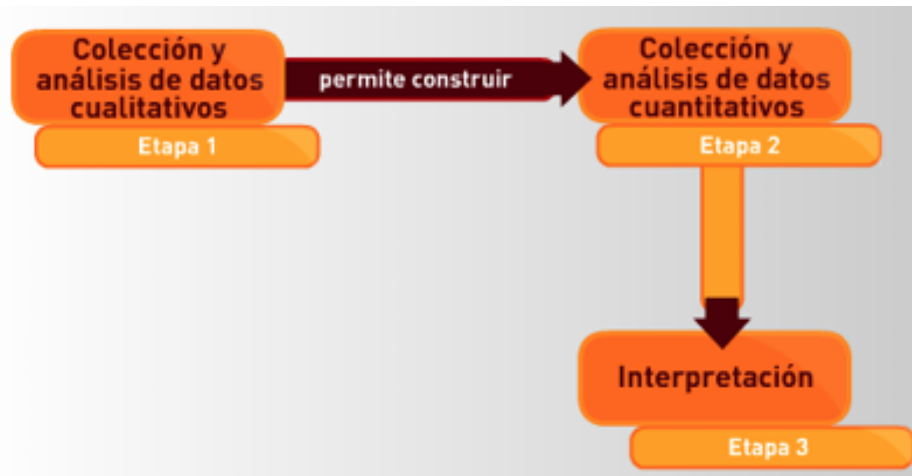 Colección y
análisis de datos
cualitativos
Etapa 1
permite construir
Colección y
análisis de datos
cuantitativos
Etapa 2
Interpretación
Etapa 3